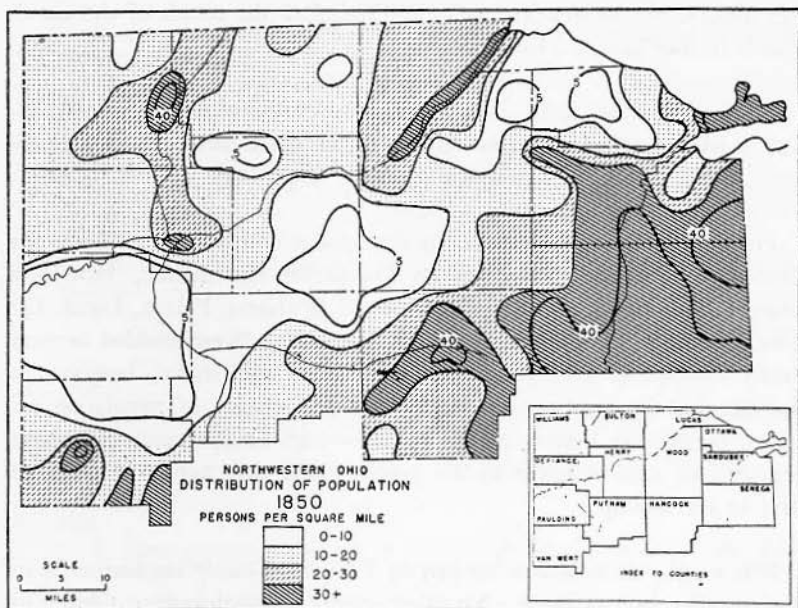 40
5
5
5
40
5
5
40
40
NORTHWESTERN OHIO
DISTRIBUTION OF POPULATION
1850
PERSONS PER SQUARE MILE
0-10
10-20
20-30
30+
SCALE
0 5 10
MILES
WILLIAMS
FULTON
LUCAS
OTTAWA
DEFIANCE
HENRY
WOOD
SANDUSKY
SENECA
PAULDING
PUTNAM
HANCOCK
VAN WERT
INDEX TO COUNTIES